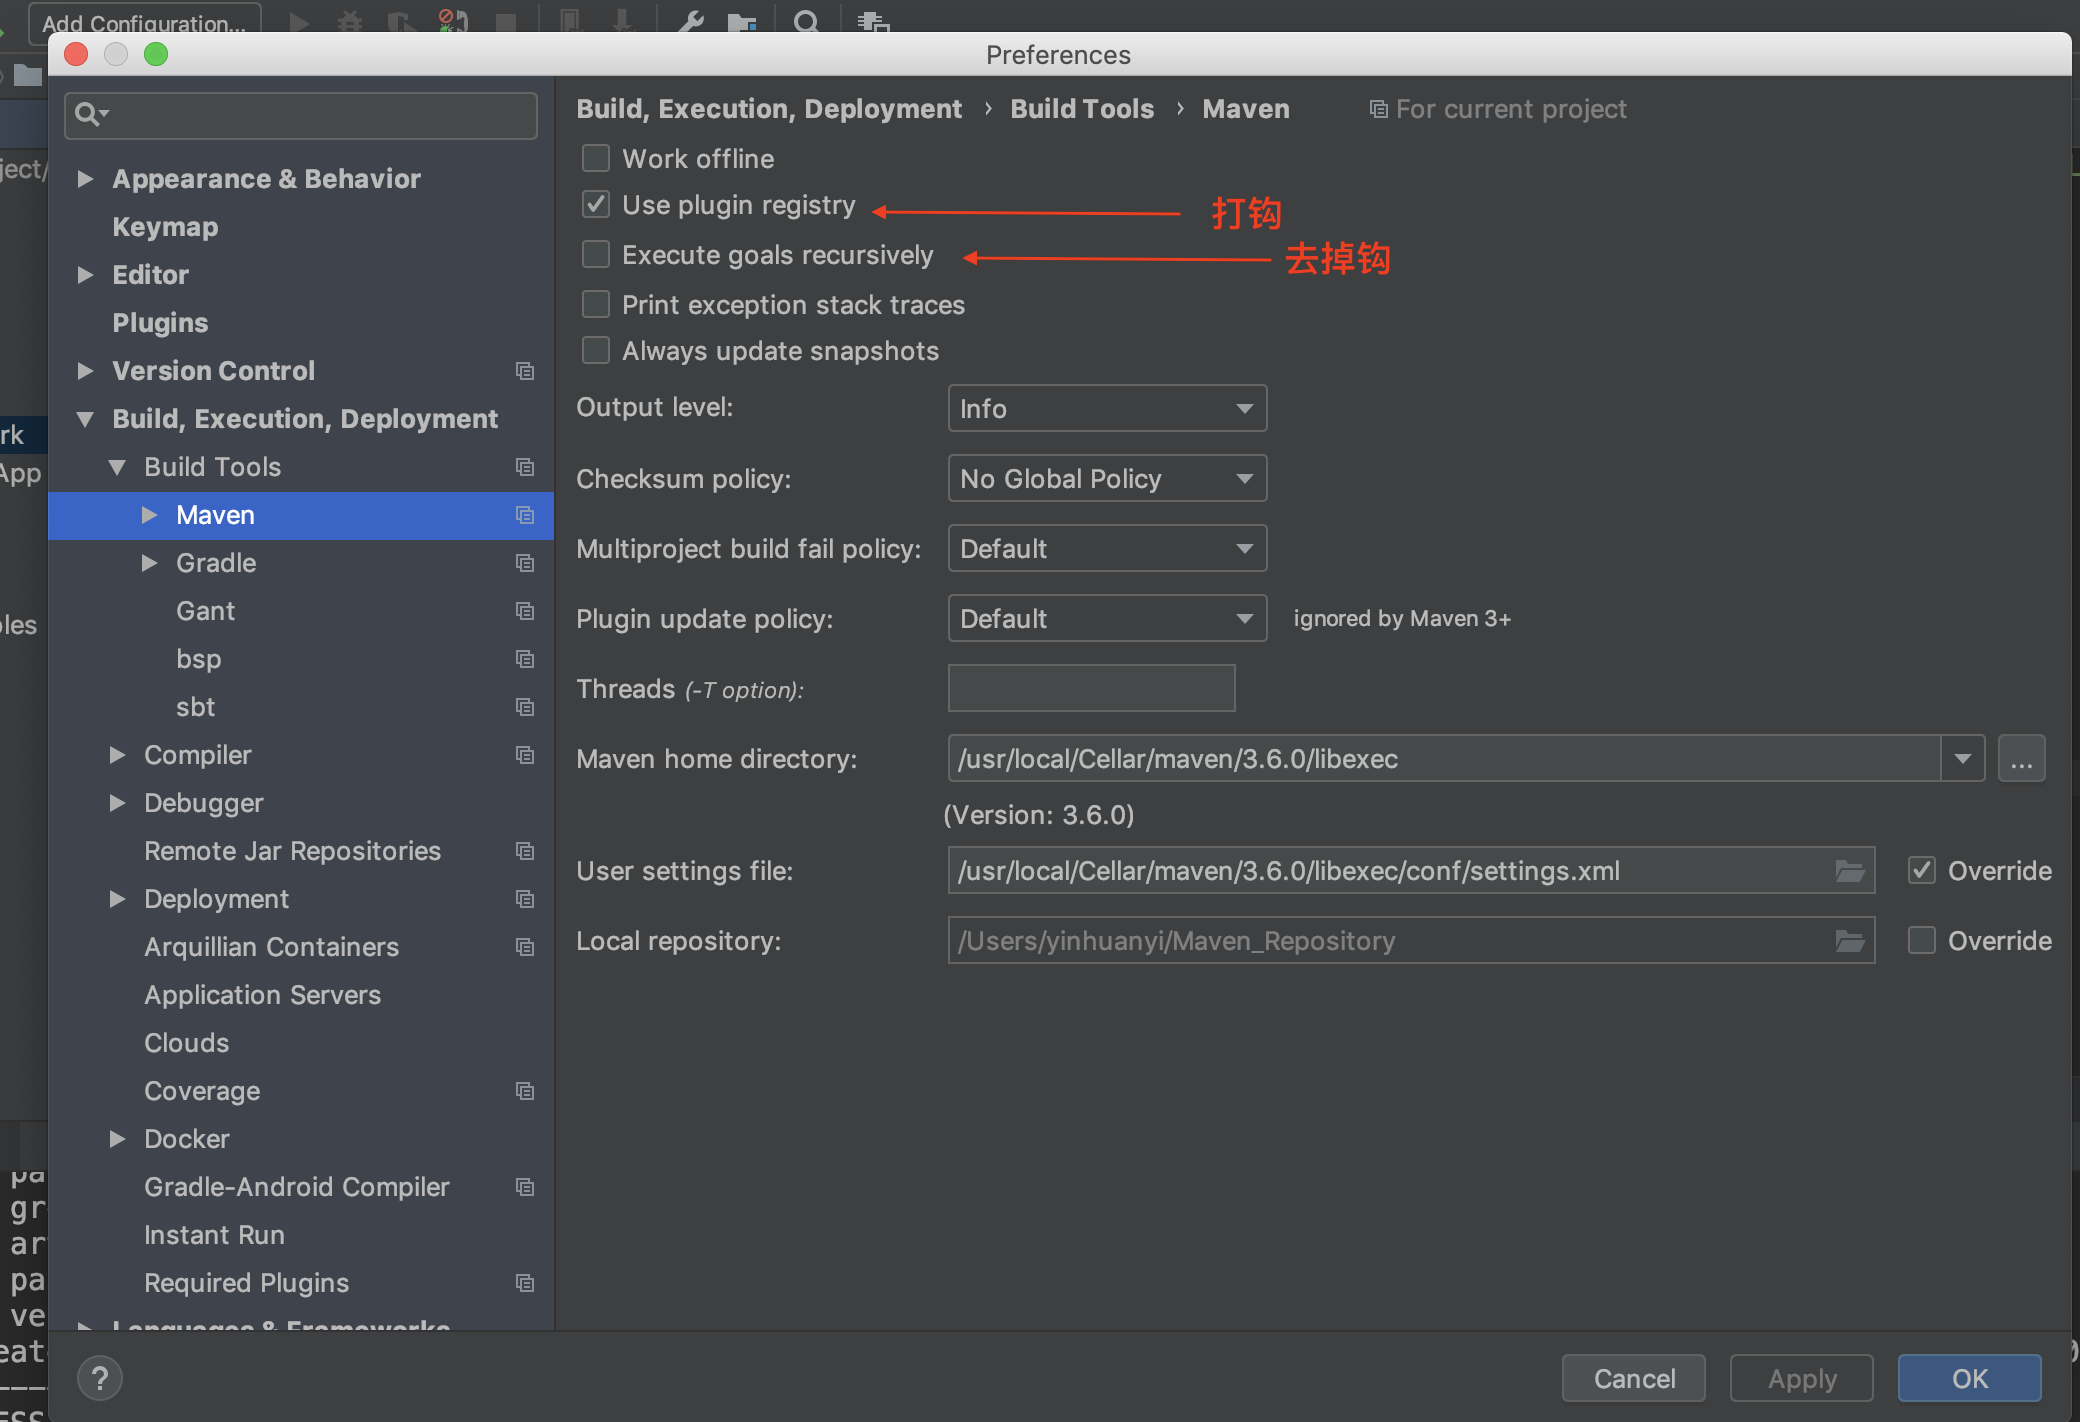 Add Configuration...
Preferences
ject/
rk
App
les
pa
gr
ar
pa
ve
eat
----
ESS
Appearance & Behavior
Keymap
Editor
Plugins
Version Control
Build, Execution, Deployment
Build Tools
Maven
Gradle
Gant
bsp
sbt
Compiler
Debugger
Remote Jar Repositories
Deployment
Arquillian Containers
Application Servers
Clouds
Coverage
Docker
Gradle-Android Compiler
Instant Run
Required Plugins
Languages & Frameworks
Build, Execution, Deployment › Build Tools › Maven For current project
Work offline
Use plugin registry 打钩
Execute goals recursively 去掉钩
Print exception stack traces
Always update snapshots
Output level: Info
Checksum policy: No Global Policy
Multiproject build fail policy: Default
Plugin update policy: Default ignored by Maven 3+
Threads (-T option):
Maven home directory: /usr/local/Cellar/maven/3.6.0/libexec ...
(Version: 3.6.0)
User settings file: /usr/local/Cellar/maven/3.6.0/libexec/conf/settings.xml Override
Local repository: /Users/yinhuanyi/Maven_Repository Override
? Cancel Apply OK